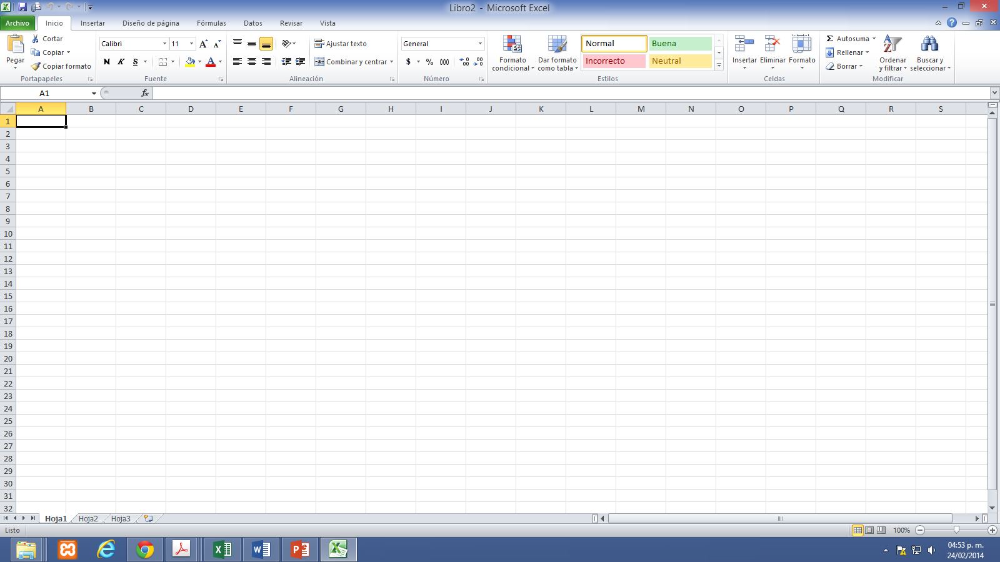 Libro2 - Microsoft Excel
Archivo Inicio Insertar Diseño de página Fórmulas Datos Revisar Vista
Pegar
Cortar
Copiar
Copiar formato
Portapapeles
Calibri 11
N K S
Fuente
Ajustar texto
Combinar y centrar
Alineación
General
$ % 000
Número
Formato condicional
Dar formato como tabla
Normal Buena
Incorrecto Neutral
Estilos
Insertar Eliminar Formato
Celdas
Σ Autosuma
Rellenar
Borrar
Ordenar y filtrar
Buscar y seleccionar
Modificar
A1 fx
A B C D E F G H I J K L M N O P Q R S
1
2
3
4
5
6
7
8
9
10
11
12
13
14
15
16
17
18
19
20
21
22
23
24
25
26
27
28
29
30
31
32
Hoja1 Hoja2 Hoja3
Listo 100%
04:53 p. m.
24/02/2014